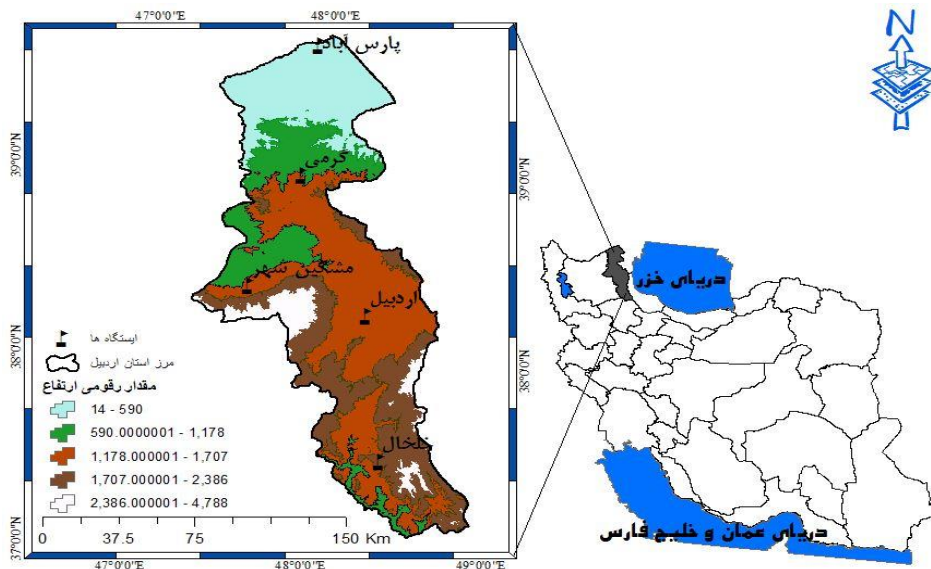 47°0'0"E
48°0'0"E
N
پارس آباد
39°0'0"N
39°0'0"N
گرمی
مشگین شهر
اردبیل
دریای خزر
38°0'0"N
38°0'0"N
ایستگاه ها
مرز استان اردبیل
مقدار رقومی ارتفاع
14 - 590
590.0000001 - 1,178
1,178.000001 - 1,707
1,707.000001 - 2,386
2,386.000001 - 4,788
خلخال
0 37.5 75 150 Km
37°0'0"N
دریای عمان و خلیج فارس
47°0'0"E
48°0'0"E
49°0'0"E